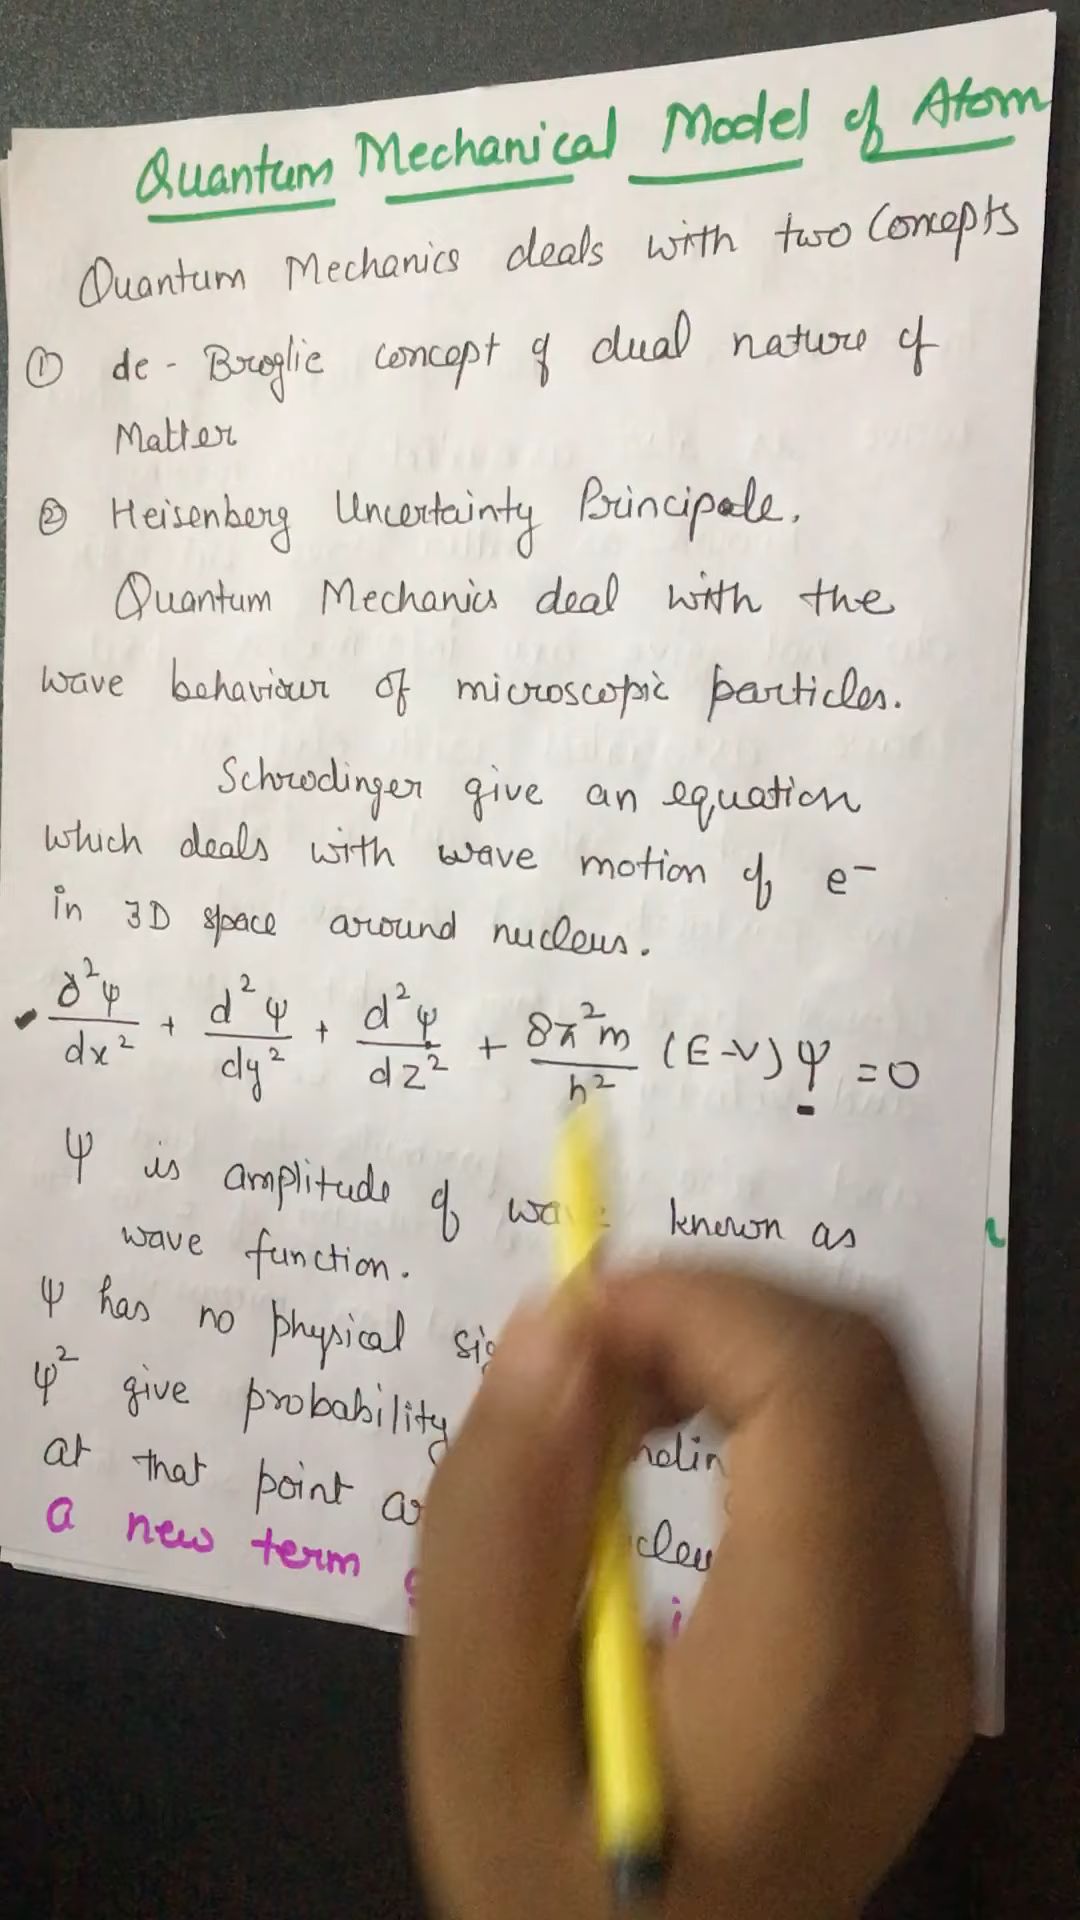 Quantum Mechanical Model of Atom
Quantum Mechanics deals with two Concepts
① de-Broglie concept of dual nature of
Matter
② Heisenberg Uncertainty Principale.
Quantum Mechanics deal with the
wave behaviour of microscopic particles.
Schrodinger give an equation
which deals with wave motion of e⁻
in 3D space around nucleus.
∂²ψ/dx² + d²ψ/dy² + d²ψ/dz² + 8π²m/h² (E-V)ψ = 0
ψ is amplitude of known as
wave function.
ψ has no physical
ψ² give probability
at that point
a new term